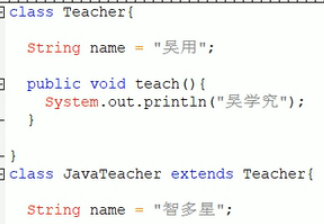 class Teacher{
String name = "吴用";
public void teach(){
System.out.println("吴学究");
}
}
class JavaTeacher extends Teacher{
String name = "智多星";